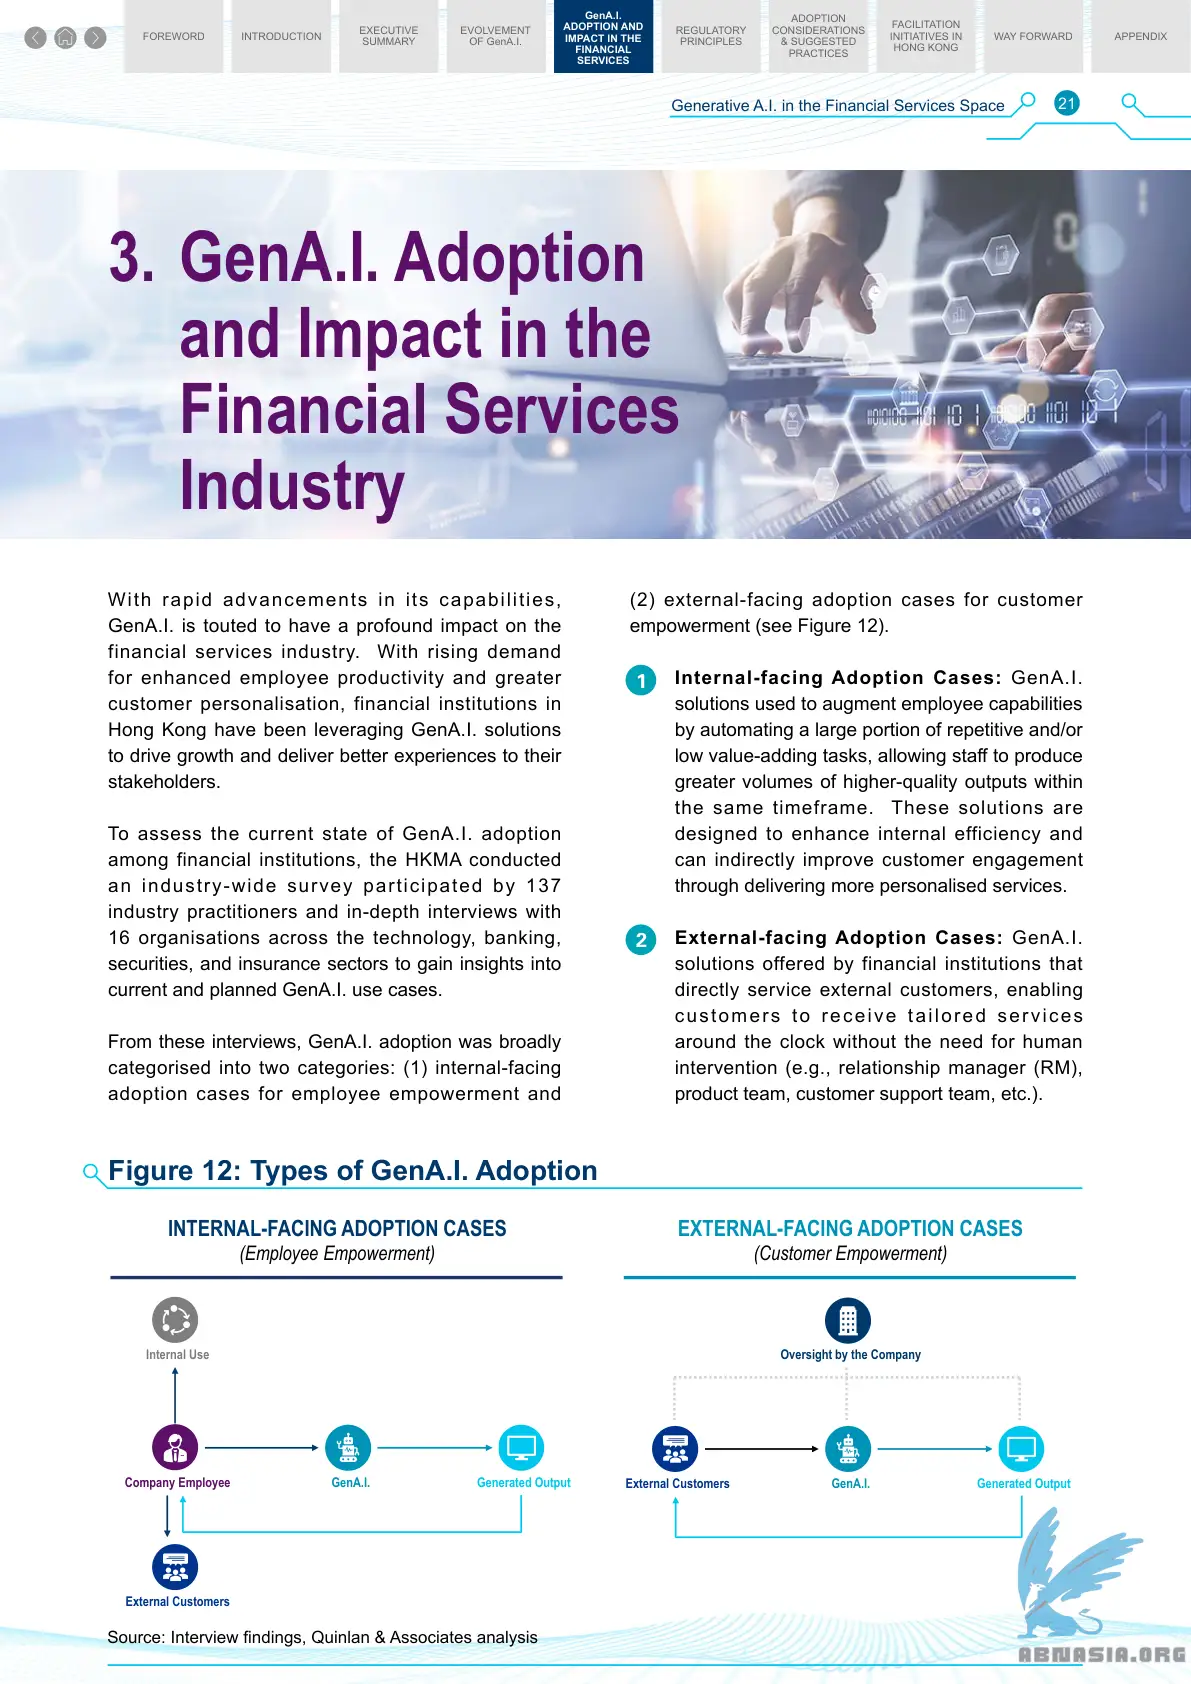 FOREWORD
INTRODUCTION
EXECUTIVE
SUMMARY
EVOLVEMENT
OF GenA.I.
GenA.I.
ADOPTION AND
IMPACT IN THE
FINANCIAL
SERVICES
REGULATORY
PRINCIPLES
ADOPTION
CONSIDERATIONS
& SUGGESTED
PRACTICES
FACILITATION
INITIATIVES IN
HONG KONG
WAY FORWARD
APPENDIX
Generative A.I. in the Financial Services Space
21
3. GenA.I. Adoption
and Impact in the
Financial Services
Industry
With rapid advancements in its capabilities,
GenA.I. is touted to have a profound impact on the
financial services industry. With rising demand
for enhanced employee productivity and greater
customer personalisation, financial institutions in
Hong Kong have been leveraging GenA.I. solutions
to drive growth and deliver better experiences to their
stakeholders.
To assess the current state of GenA.I. adoption
among financial institutions, the HKMA conducted
an industry-wide survey participated by 137
industry practitioners and in-depth interviews with
16 organisations across the technology, banking,
securities, and insurance sectors to gain insights into
current and planned GenA.I. use cases.
From these interviews, GenA.I. adoption was broadly
categorised into two categories: (1) internal-facing
adoption cases for employee empowerment and
(2) external-facing adoption cases for customer
empowerment (see Figure 12).
1 Internal-facing Adoption Cases: GenA.I.
solutions used to augment employee capabilities
by automating a large portion of repetitive and/or
low value-adding tasks, allowing staff to produce
greater volumes of higher-quality outputs within
the same timeframe. These solutions are
designed to enhance internal efficiency and
can indirectly improve customer engagement
through delivering more personalised services.
2 External-facing Adoption Cases: GenA.I.
solutions offered by financial institutions that
directly service external customers, enabling
customers to receive tailored services
around the clock without the need for human
intervention (e.g., relationship manager (RM),
product team, customer support team, etc.).
Figure 12: Types of GenA.I. Adoption
INTERNAL-FACING ADOPTION CASES
(Employee Empowerment)
Internal Use
Company Employee
GenA.I.
Generated Output
External Customers
EXTERNAL-FACING ADOPTION CASES
(Customer Empowerment)
Oversight by the Company
External Customers
GenA.I.
Generated Output
Source: Interview findings, Quinlan & Associates analysis
ABNASIA.ORG